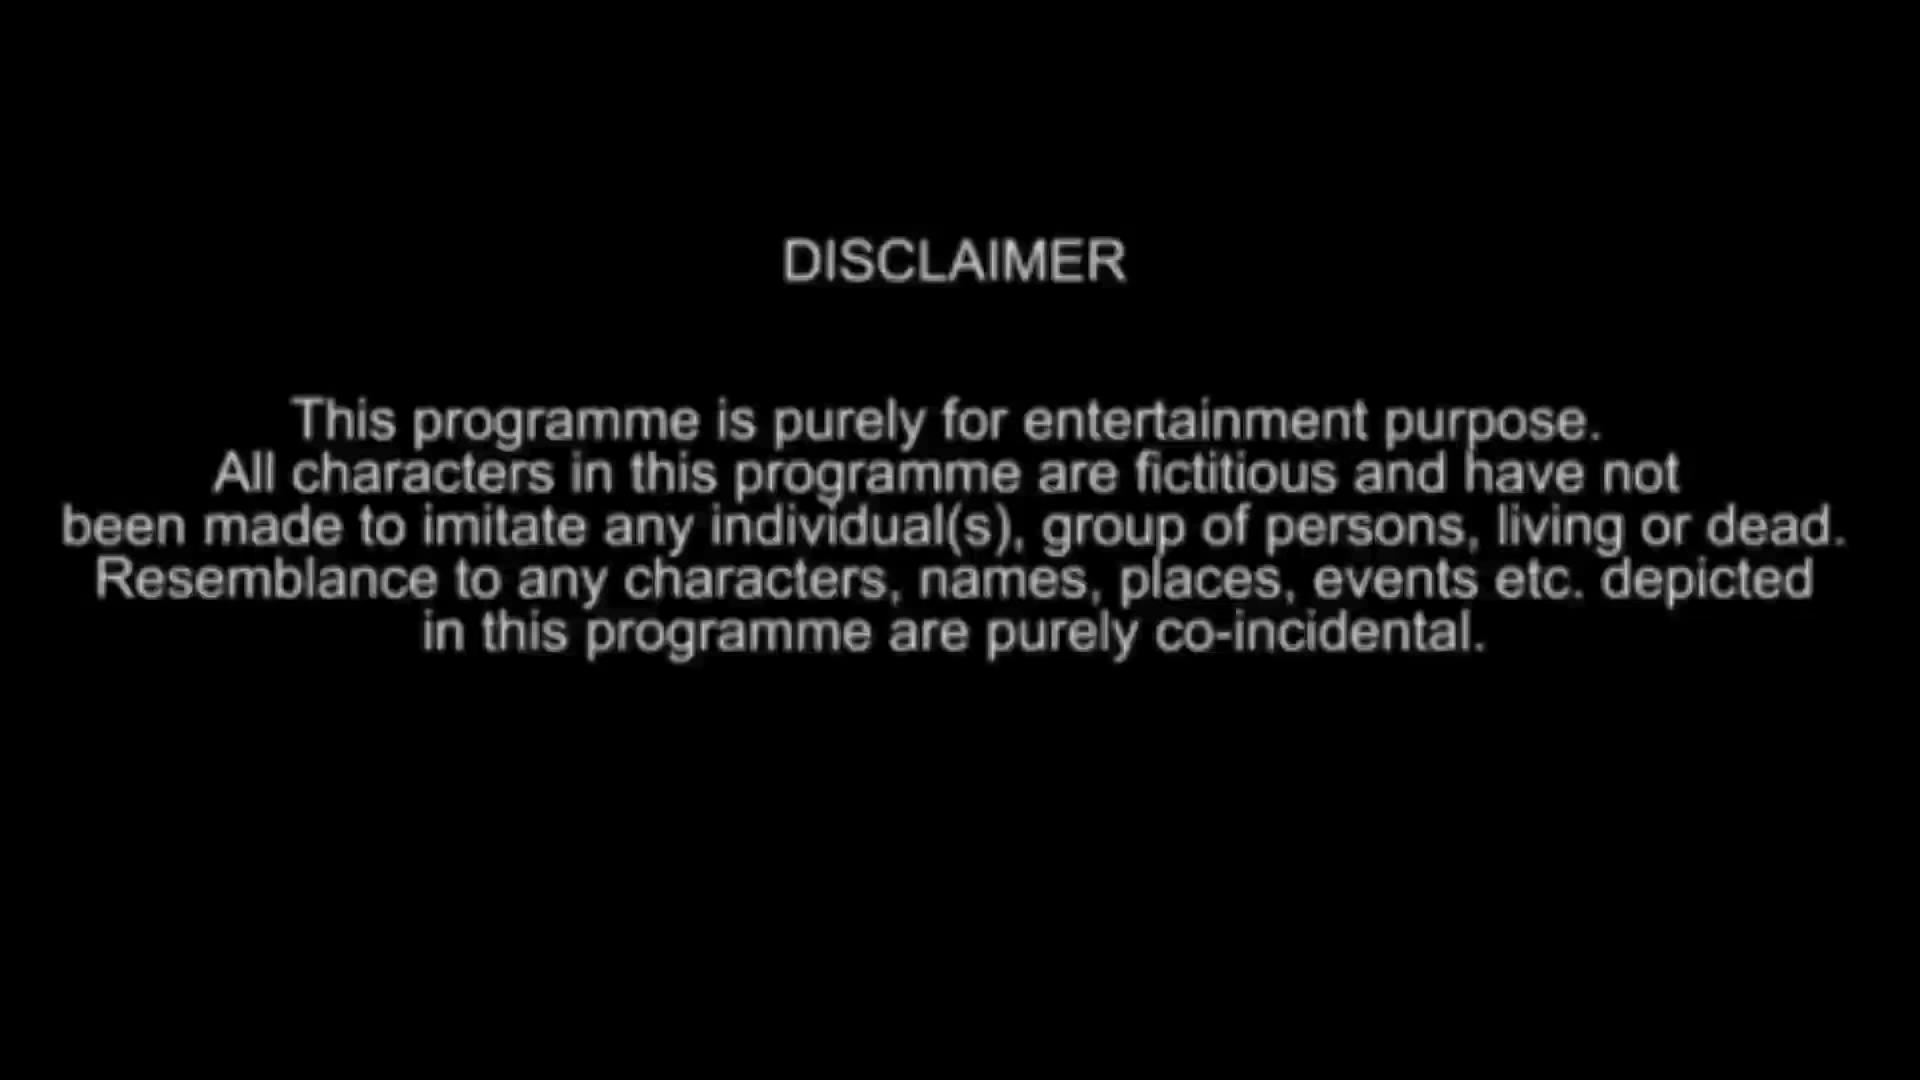 DISCLAIMER
This programme is purely for entertainment purpose.
All characters in this programme are fictitious and have not
been made to imitate any individual(s), group of persons, living or dead.
Resemblance to any characters, names, places, events etc. depicted
in this programme are purely co-incidental.